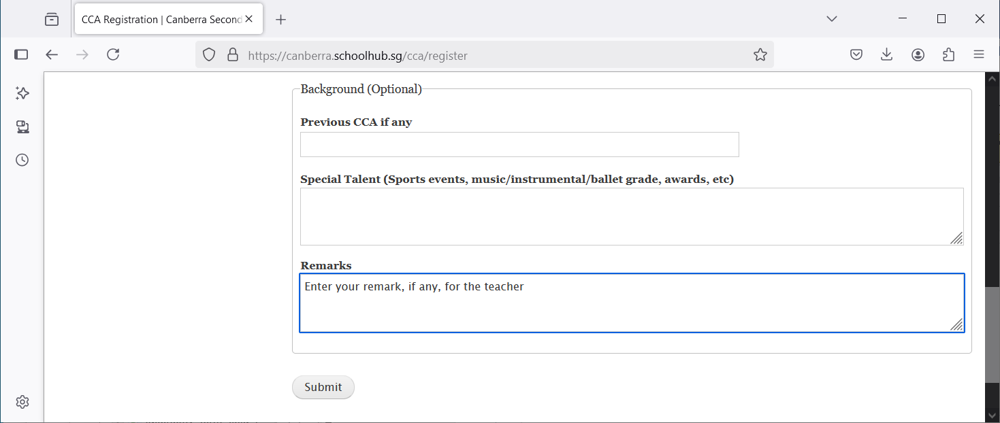 CCA Registration | Canberra Second
https://canberra.schoolhub.sg/cca/register
Background (Optional)
Previous CCA if any
Special Talent (Sports events, music/instrumental/ballet grade, awards, etc)
Remarks
Enter your remark, if any, for the teacher
Submit